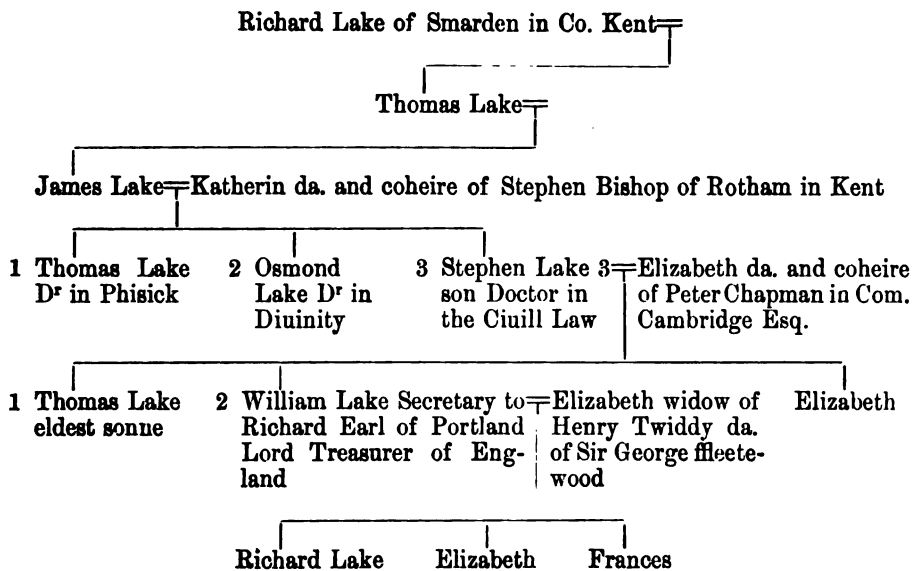 Richard Lake of Smarden in Co. Kent
Thomas Lake
James Lake Katherin da. and coheire of Stephen Bishop of Rotham in Kent
1 Thomas Lake
Dr in Phisick
2 Osmond
Lake Dr in
Diuinity
3 Stephen Lake 3
son Doctor in
the Ciuill Law
Elizabeth da. and coheire
of Peter Chapman in Com.
Cambridge Esq.
1 Thomas Lake
eldest sonne
2 William Lake Secretary to
Richard Earl of Portland
Lord Treasurer of Eng-
land
Elizabeth widow of
Henry Twiddy da.
of Sir George ffleete-
wood
Elizabeth
Richard Lake
Elizabeth
Frances